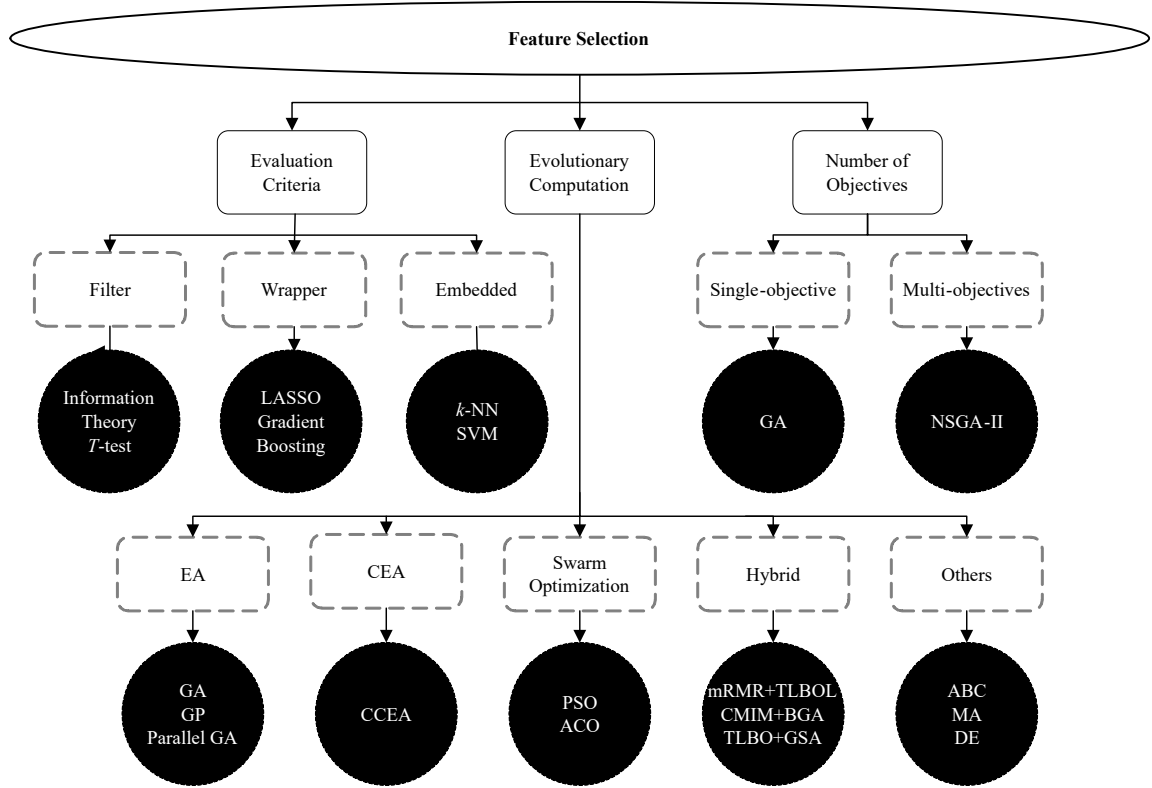 Feature Selection
Evaluation
Criteria
Evolutionary
Computation
Number of
Objectives
Filter
Wrapper
Embedded
Single-objective
Multi-objectives
Information
Theory
T-test
LASSO
Gradient
Boosting
k-NN
SVM
GA
NSGA-II
EA
CEA
Swarm
Optimization
Hybrid
Others
GA
GP
Parallel GA
CCEA
PSO
ACO
mRMR+TLBOL
CMIM+BGA
TLBO+GSA
ABC
MA
DE